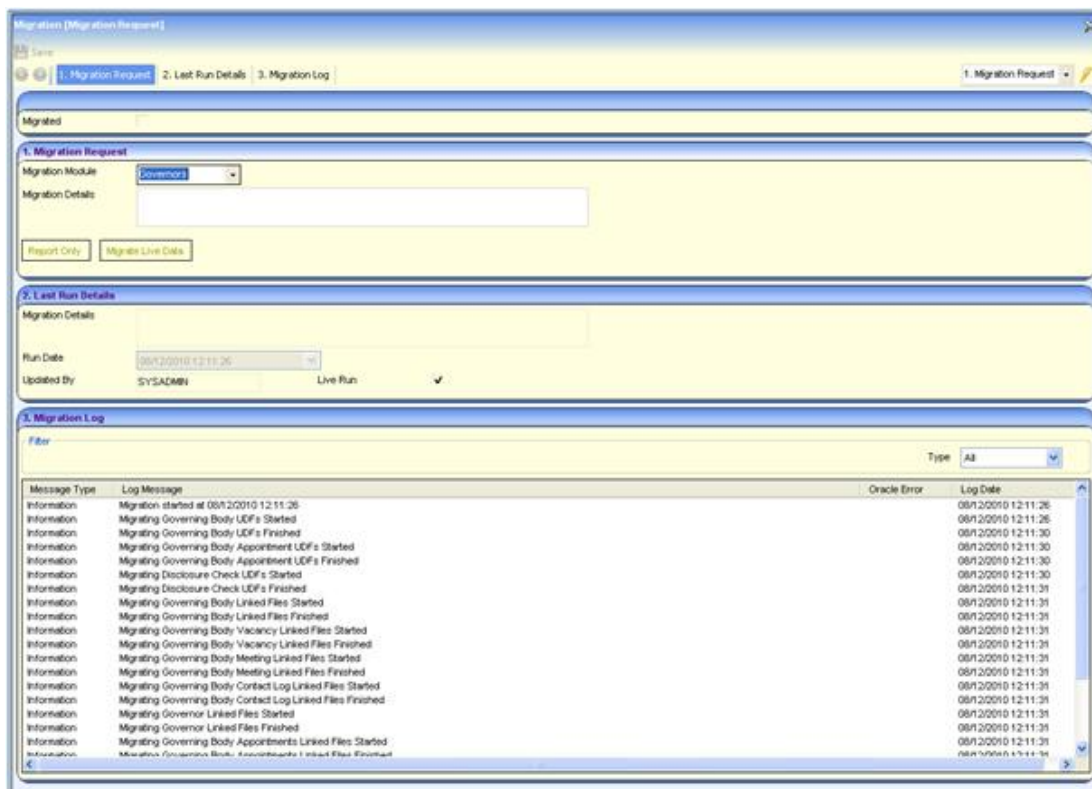 Migration [Migration Request]
Save
1. Migration Request 2. Last Run Details 3. Migration Log 1. Migration Request
Migrated
1. Migration Request
Migration Module Governors
Migration Details
Report Only Migrate Live Data
2. Last Run Details
Migration Details
Run Date 08/12/2010 12:11:26
Updated By SYSADMIN Live Run
3. Migration Log
Filter
Type All
Message Type Log Message Oracle Error Log Date
Information Migration started at 08/12/2010 12:11:26 08/12/2010 12:11:26
Information Migrating Governing Body UDFs Started 08/12/2010 12:11:26
Information Migrating Governing Body UDFs Finished 08/12/2010 12:11:30
Information Migrating Governing Body Appointment UDFs Started 08/12/2010 12:11:30
Information Migrating Governing Body Appointment UDFs Finished 08/12/2010 12:11:30
Information Migrating Disclosure Check UDFs Started 08/12/2010 12:11:30
Information Migrating Disclosure Check UDFs Finished 08/12/2010 12:11:31
Information Migrating Governing Body Linked Files Started 08/12/2010 12:11:31
Information Migrating Governing Body Linked Files Finished 08/12/2010 12:11:31
Information Migrating Governing Body Vacancy Linked Files Started 08/12/2010 12:11:31
Information Migrating Governing Body Vacancy Linked Files Finished 08/12/2010 12:11:31
Information Migrating Governing Body Meeting Linked Files Started 08/12/2010 12:11:31
Information Migrating Governing Body Meeting Linked Files Finished 08/12/2010 12:11:31
Information Migrating Governing Body Contact Log Linked Files Started 08/12/2010 12:11:31
Information Migrating Governing Body Contact Log Linked Files Finished 08/12/2010 12:11:31
Information Migrating Governor Linked Files Started 08/12/2010 12:11:31
Information Migrating Governor Linked Files Finished 08/12/2010 12:11:31
Information Migrating Governing Body Appointments Linked Files Started 08/12/2010 12:11:31
Information Migrating Governing Body Appointments Linked Files Finished 08/12/2010 12:11:31